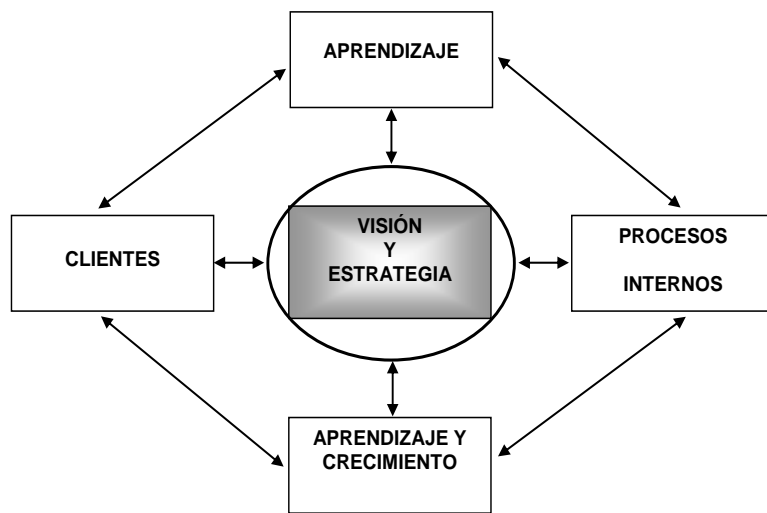 APRENDIZAJE
CLIENTES
VISIÓN
Y
ESTRATEGIA
PROCESOS
INTERNOS
APRENDIZAJE Y
CRECIMIENTO